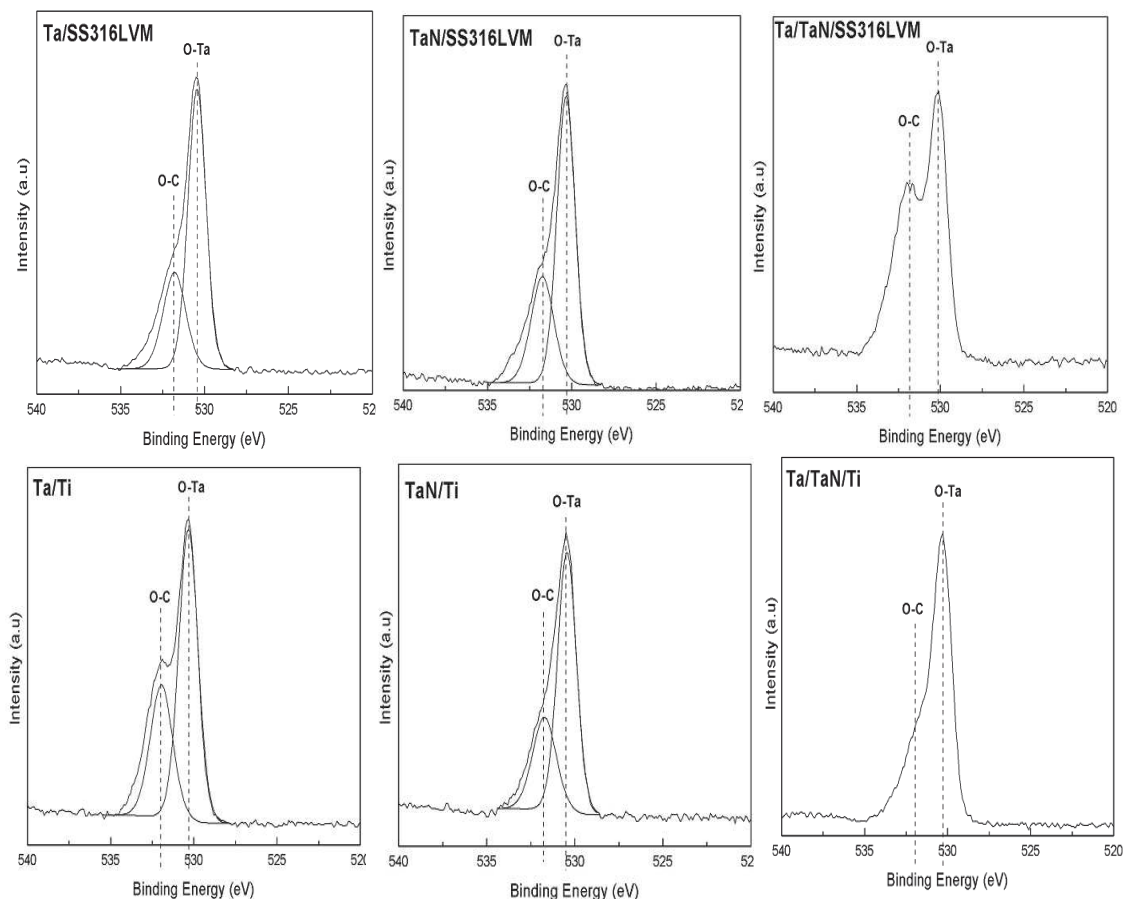 Ta/SS316LVM
O-Ta
O-C
Intensity (a.u)
540 535 530 525 52
Binding Energy (eV)
TaN/SS316LVM
O-Ta
O-C
Intensity (a.u)
540 535 530 525 52
Binding Energy (eV)
Ta/TaN/SS316LVM
O-Ta
O-C
Intensity (a.u)
540 535 530 525 520
Binding Energy (eV)
Ta/Ti
O-Ta
O-C
Intensity (a.u)
540 535 530 525 520
Binding Energy (eV)
TaN/Ti
O-Ta
O-C
Intensity (a.u)
540 535 530 525 52
Binding Energy (eV)
Ta/TaN/Ti
O-Ta
O-C
Intensity (a.u)
540 535 530 525 520
Binding Energy (eV)